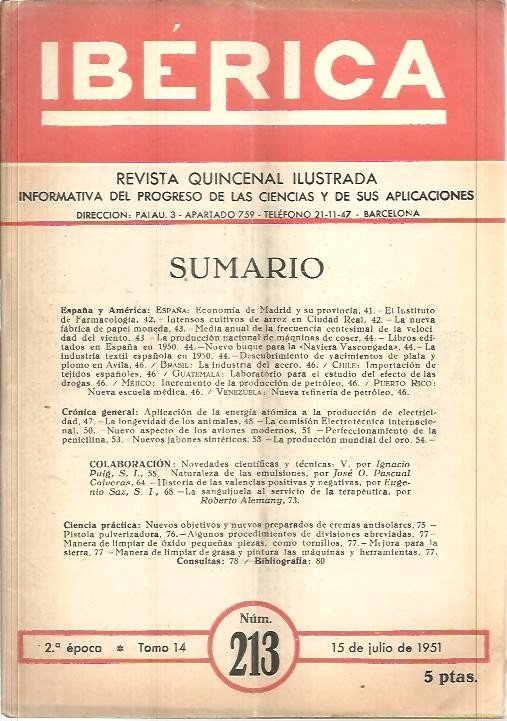 IBÉRICA
REVISTA QUINCENAL ILUSTRADA
INFORMATIVA DEL PROGRESO DE LAS CIENCIAS Y DE SUS APLICACIONES
DIRECCION: PALAU. 3 - APARTADO 759 - TELÉFONO 21-11-47 - BARCELONA
SUMARIO
España y América: ESPAÑA: Economía de Madrid y su provincia, 41. - El Instituto
de Farmacología, 42. - Intensos cultivos de arroz en Ciudad Real, 42. - La nueva
fábrica de papel moneda, 43. - Media anual de la frecuencia centesimal de la veloci-
dad del viento, 43. - La producción nacional de máquinas de coser, 44. - Libros edi-
tados en España en 1950. 44. - Nuevo buque para la «Naviera Vascongada», 44. - La
industria textil española en 1950, 44. - Descubrimiento de yacimientos de plata y
plomo en Avila, 46. / BRASIL: La industria del acero, 46. / CHILE: Importación de
tejidos españoles, 46 / GUATEMALA: Laboratorio para el estudio del efecto de las
drogas. 46 / MÉJICO: Incremento de la producción de petróleo, 46. / PUERTO RICO:
Nueva escuela médica, 46. / VENEZUELA: Nueva refinería de petróleo, 46.
Crónica general: Aplicación de la energía atómica a la producción de electrici-
dad, 47. - La longevidad de los animales, 48 - La comisión Electrotécnica internacio-
nal, 50. - Nuevo aspecto de los aviones modernos, 51 - Perfeccionamiento de la
penicilina, 53. - Nuevos jabones sintéticos, 53 - La producción mundial del oro, 54. -
COLABORACIÓN: Novedades científicas y técnicas: V. por Ignacio
Puig, S. I., 55. - Naturaleza de las emulsiones, por José O. Pascual
Calveras, 64 - Historia de las valencias positivas y negativas, por Euge-
nio Saz, S. I, 68 - La sanguijuela al servicio de la terapéutica, por
Roberto Alemany, 73.
Ciencia práctica: Nuevos objetivos y nuevos preparados de cremas antisolares, 75 -
Pistola pulverizadora, 76. - Algunos procedimientos de divisiones abreviadas, 77 -
Manera de limpiar de óxido pequeñas piezas, como tornillos, 77. - Mejora para la
sierra, 77 - Manera de limpiar de grasa y pintura las máquinas y herramientas, 77.
Consultas: 78 / Bibliografía: 80
2.ª época * Tomo 14
Núm.
213
15 de julio de 1951
5 ptas.